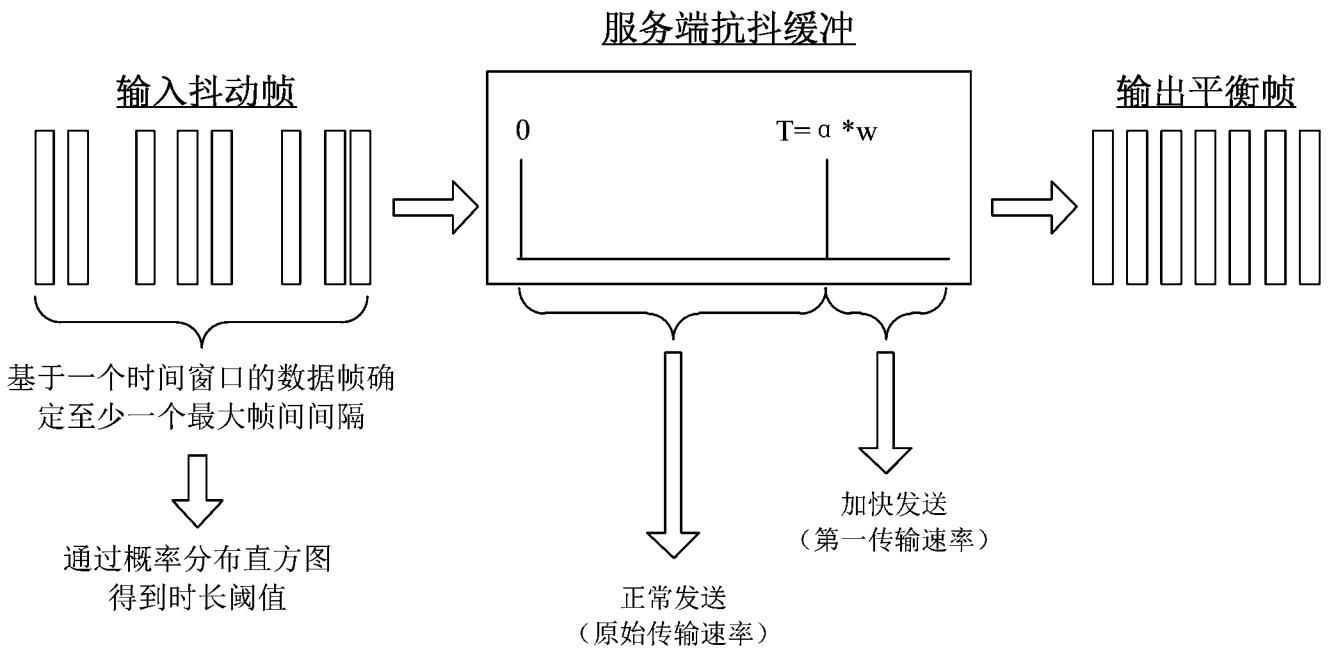 服务端抗抖缓冲
输入抖动帧
输出平衡帧
0
T=α*w
基于一个时间窗口的数据帧确
定至少一个最大帧间间隔
通过概率分布直方图
得到时长阈值
加快发送
（第一传输速率）
正常发送
（原始传输速率）